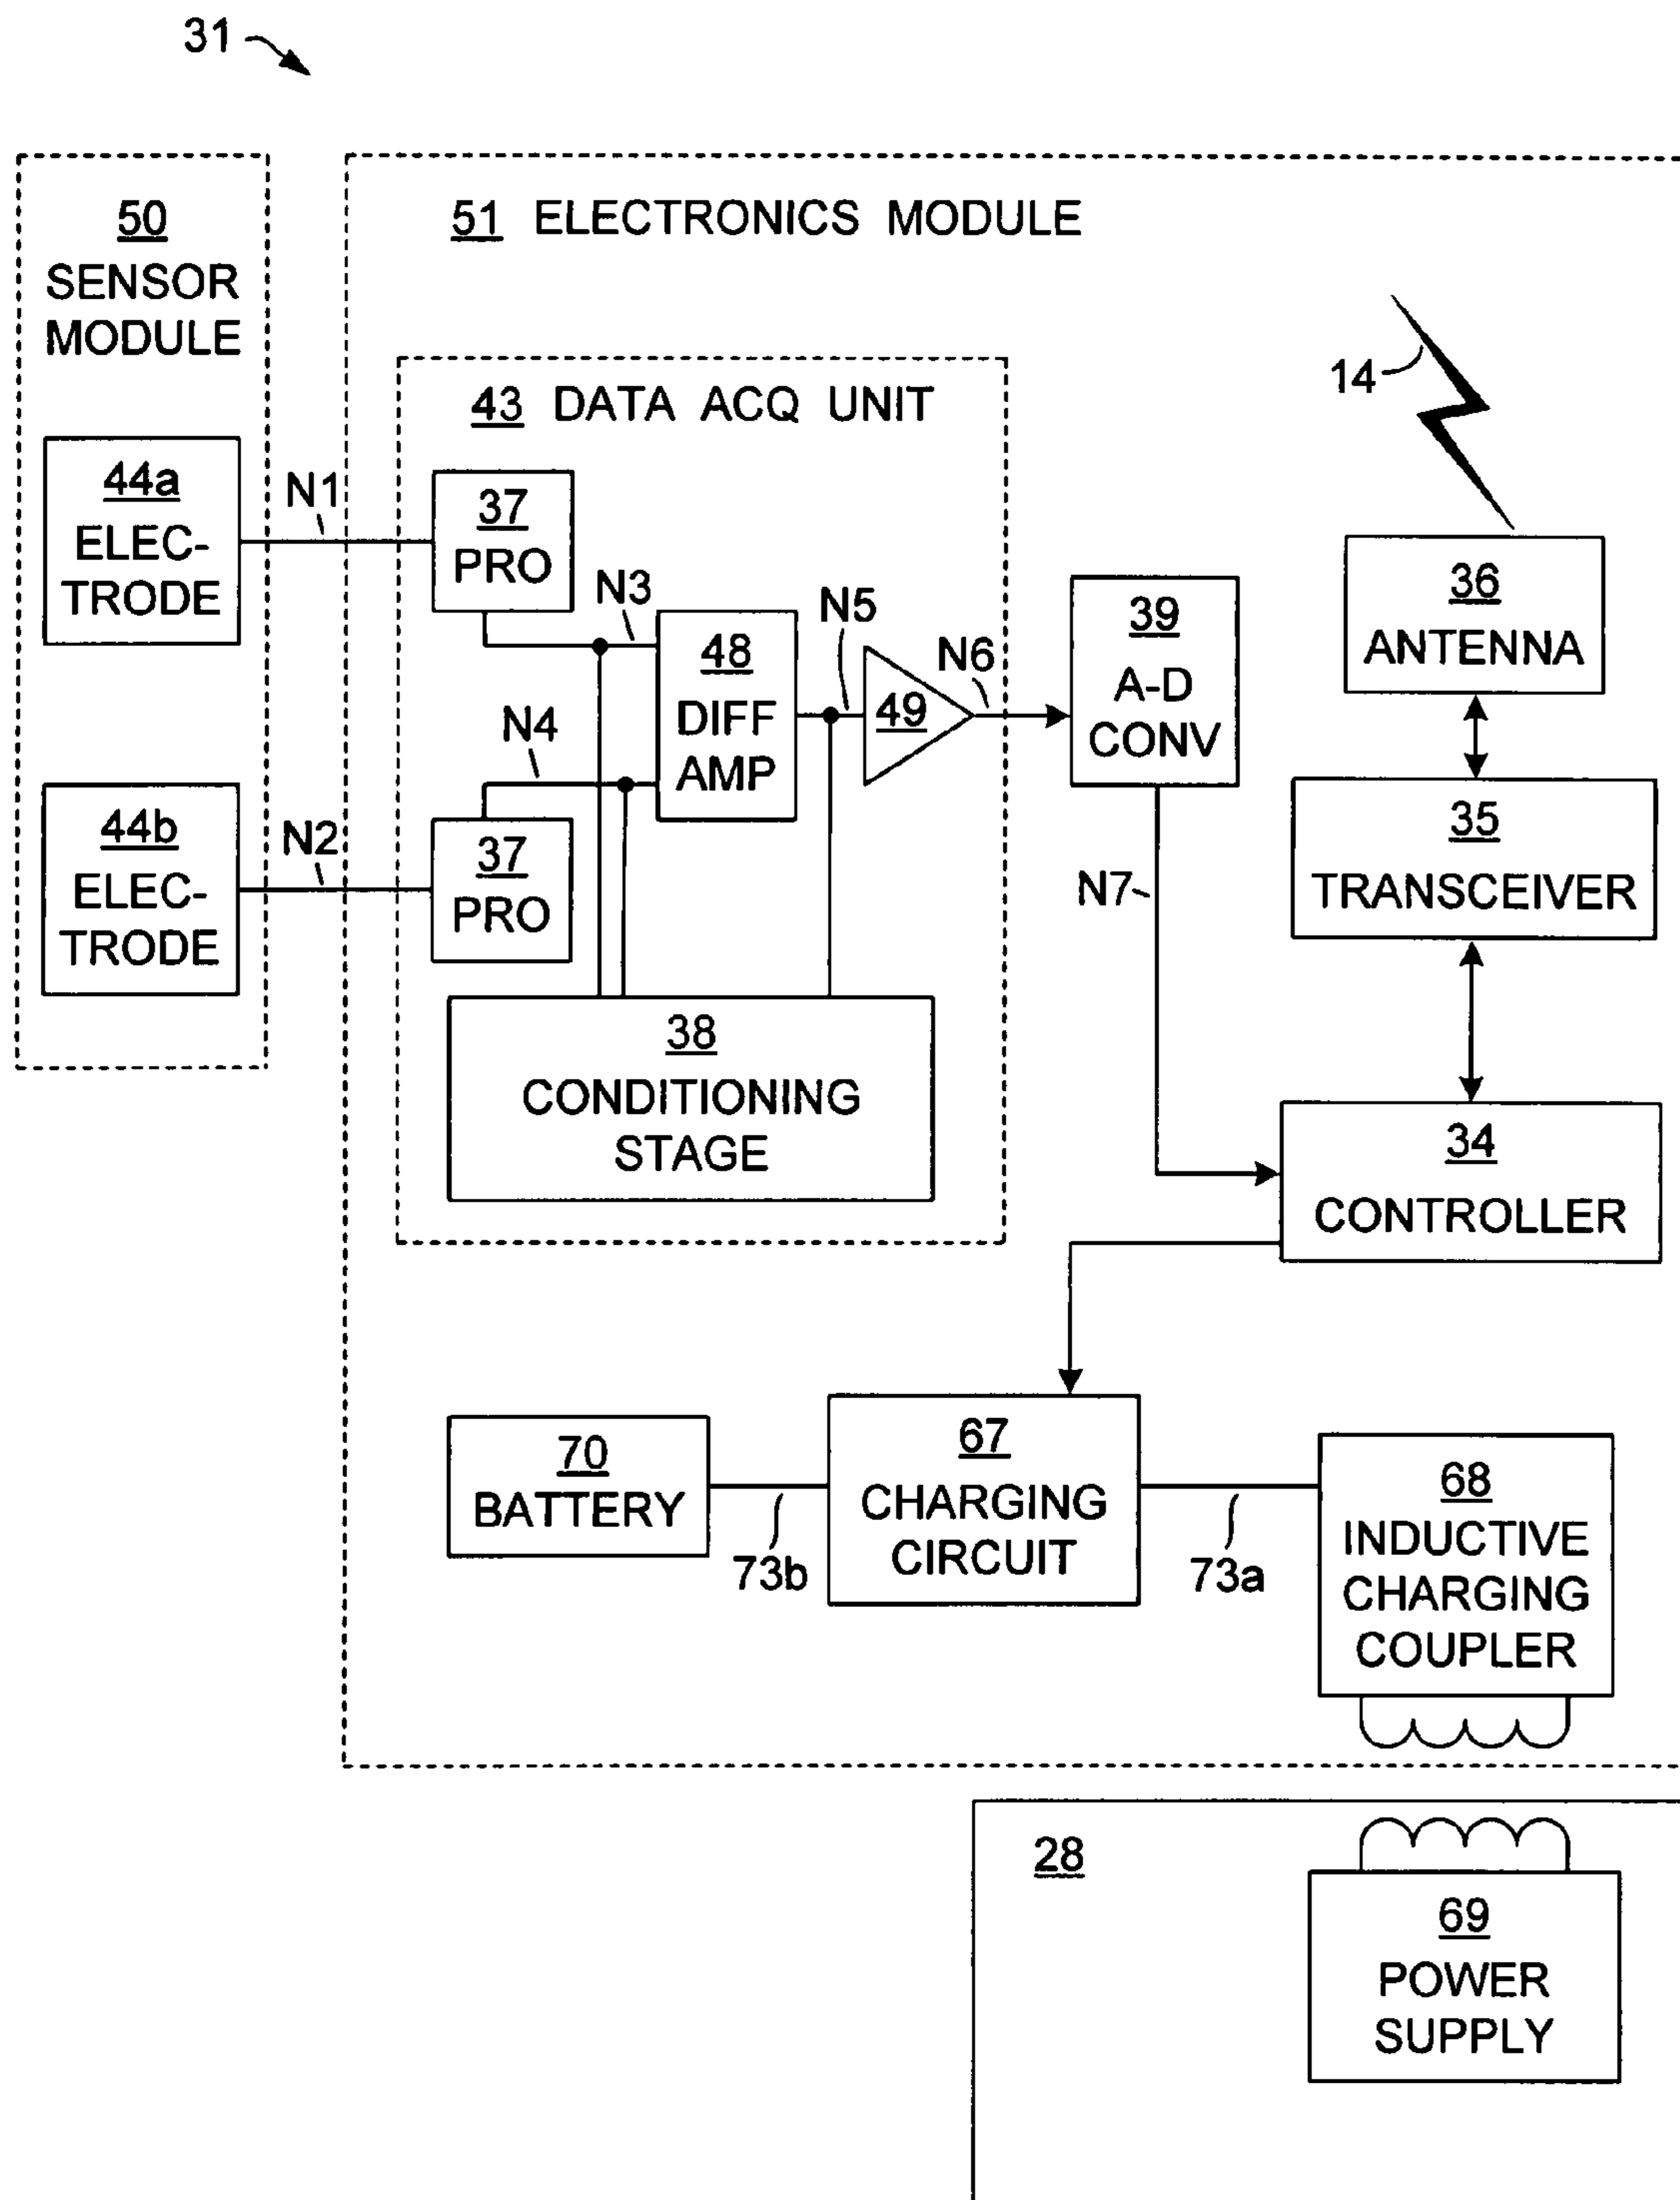 31
50
SENSOR
MODULE
51 ELECTRONICS MODULE
14
43 DATA ACQ UNIT
44a
ELEC-
TRODE
N1
37
PRO
N3
48
DIFF
AMP
N5
49
N6
39
A-D
CONV
36
ANTENNA
N4
44b
ELEC-
TRODE
N2
37
PRO
N7
35
TRANSCEIVER
38
CONDITIONING
STAGE
34
CONTROLLER
70
BATTERY
73b
67
CHARGING
CIRCUIT
73a
68
INDUCTIVE
CHARGING
COUPLER
28
69
POWER
SUPPLY